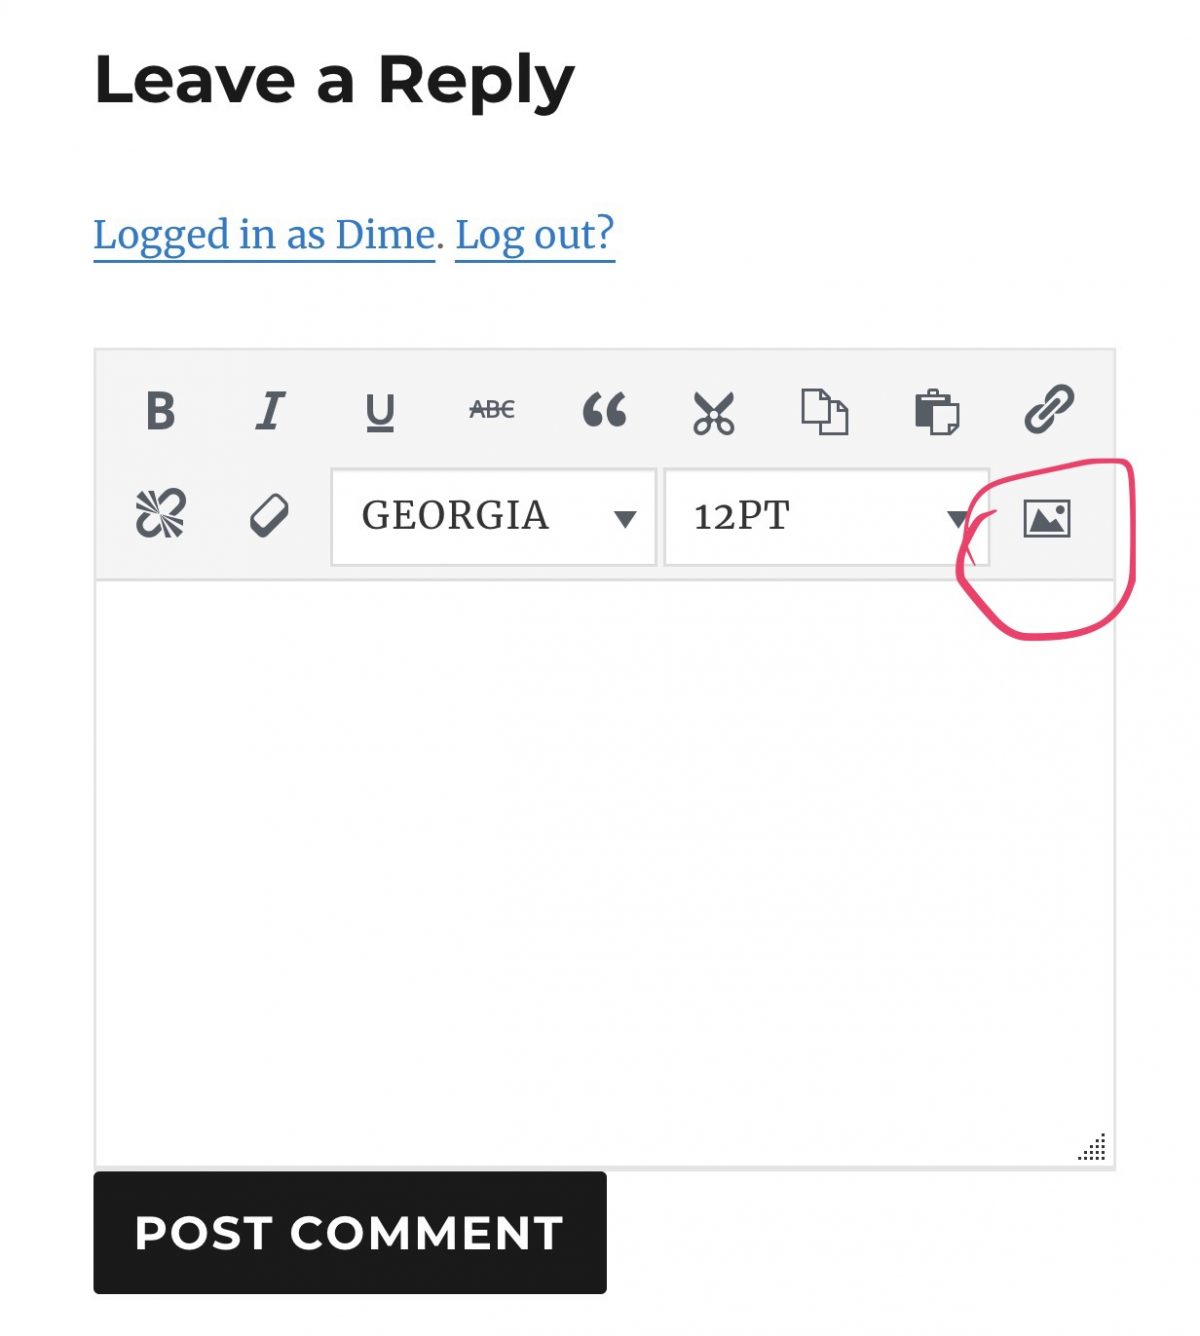 Leave a Reply
Logged in as Dime. Log out?
B I U ABC
GEORGIA 12PT
POST COMMENT